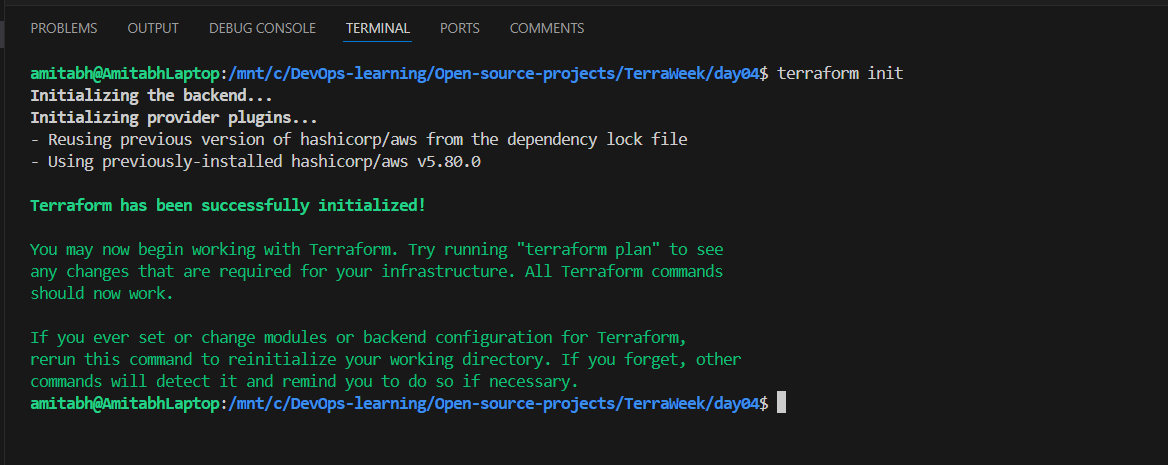 PROBLEMS OUTPUT DEBUG CONSOLE TERMINAL PORTS COMMENTS
amitabh@AmitabhLaptop:/mnt/c/DevOps-learning/Open-source-projects/TerraWeek/day04$ terraform init
Initializing the backend...
Initializing provider plugins...
- Reusing previous version of hashicorp/aws from the dependency lock file
- Using previously-installed hashicorp/aws v5.80.0
Terraform has been successfully initialized!
You may now begin working with Terraform. Try running "terraform plan" to see
any changes that are required for your infrastructure. All Terraform commands
should now work.
If you ever set or change modules or backend configuration for Terraform,
rerun this command to reinitialize your working directory. If you forget, other
commands will detect it and remind you to do so if necessary.
amitabh@AmitabhLaptop:/mnt/c/DevOps-learning/Open-source-projects/TerraWeek/day04$